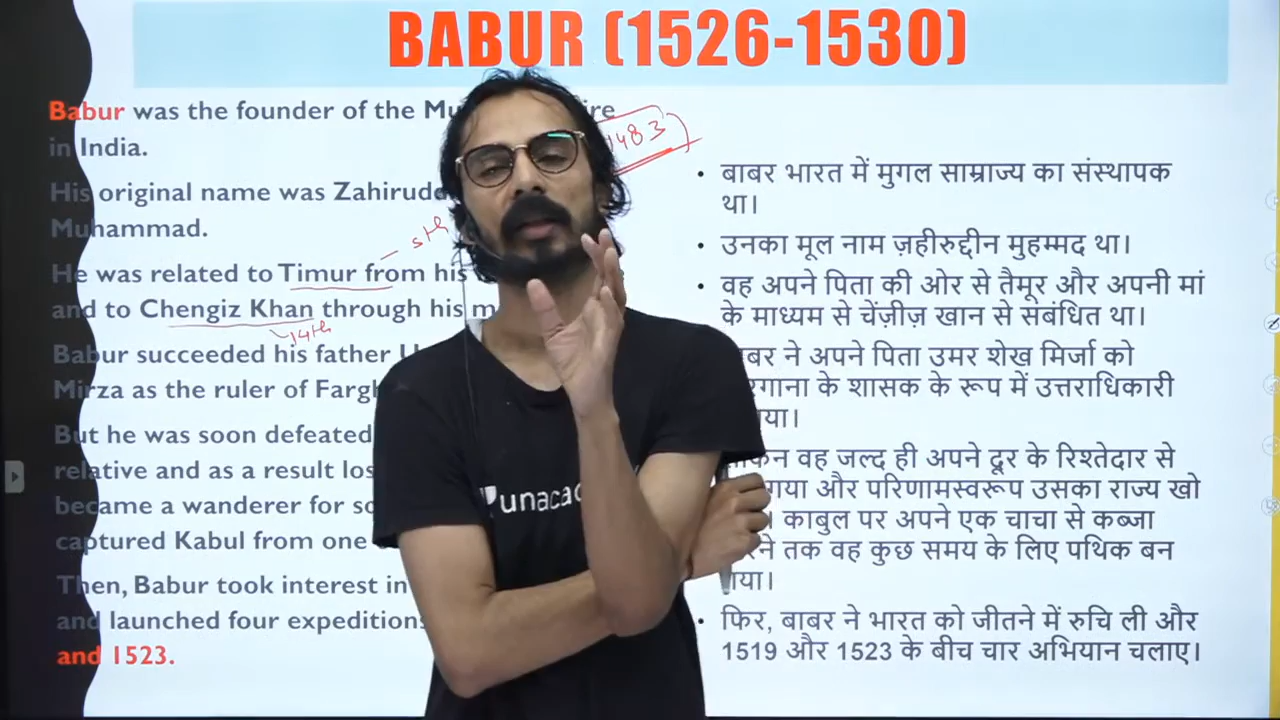 BABUR (1526-1530)
Babur was the founder of the Mu
ire
in India.
1483
His original name was Zahirudd
Muhammad.
5th
He was related to Timur from his
and to Chengiz Khan through his m
14th
Babur succeeded his father U
Mirza as the ruler of Fargh
But he was soon defeated
relative and as a result los
became a wanderer for so
captured Kabul from one
Then, Babur took interest in
and launched four expeditions
and 1523.
• बाबर भारत में मुगल साम्राज्य का संस्थापक
था।
• उनका मूल नाम ज़हीरुद्दीन मुहम्मद था।
• वह अपने पिता की ओर से तैमूर और अपनी मां
के माध्यम से चेंज़ीज़ खान से संबंधित था।
बर ने अपने पिता उमर शेख मिर्जा को
गाना के शासक के रूप में उत्तराधिकारी
या।
वह जल्द ही अपने दूर के रिश्तेदार से
गया और परिणामस्वरूप उसका राज्य खो
काबुल पर अपने एक चाचा से कब्जा
ने तक वह कुछ समय के लिए पथिक बन
या।
• फिर, बाबर ने भारत को जीतने में रुचि ली और
1519 और 1523 के बीच चार अभियान चलाए।
unacad